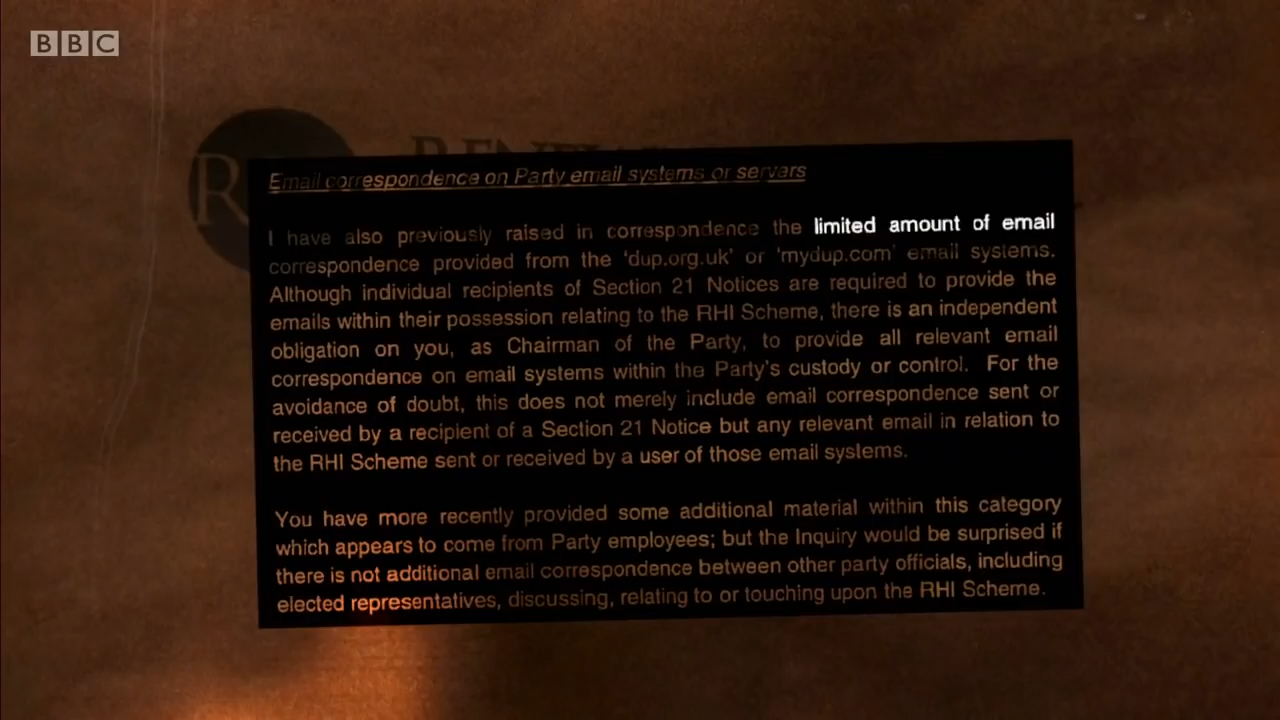 BBC
R
Email correspondence on Party email systems or servers
I have also previously raised in correspondence the limited amount of email
correspondence provided from the 'dup.org.uk' or 'mydup.com' email systems.
Although individual recipients of Section 21 Notices are required to provide the
emails within their possession relating to the RHI Scheme, there is an independent
obligation on you, as Chairman of the Party, to provide all relevant email
correspondence on email systems within the Party's custody or control. For the
avoidance of doubt, this does not merely include email correspondence sent or
received by a recipient of a Section 21 Notice but any relevant email in relation to
the RHI Scheme sent or received by a user of those email systems.
You have more recently provided some additional material within this category
which appears to come from Party employees; but the Inquiry would be surprised if
there is not additional email correspondence between other party officials, including
elected representatives, discussing, relating to or touching upon the RHI Scheme.